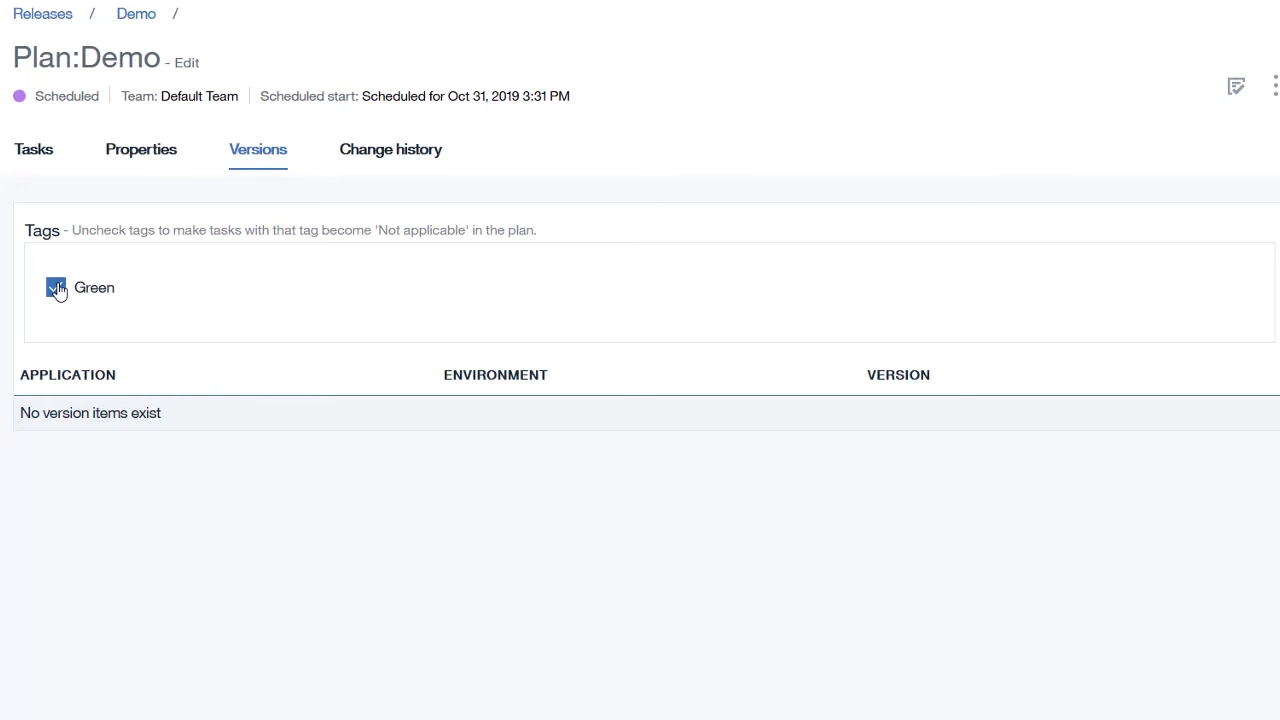 Releases / Demo /
Plan:Demo - Edit
Scheduled Team: Default Team Scheduled start: Scheduled for Oct 31, 2019 3:31 PM
Tasks Properties Versions Change history
Tags - Uncheck tags to make tasks with that tag become 'Not applicable' in the plan.
Green
APPLICATION ENVIRONMENT VERSION
No version items exist